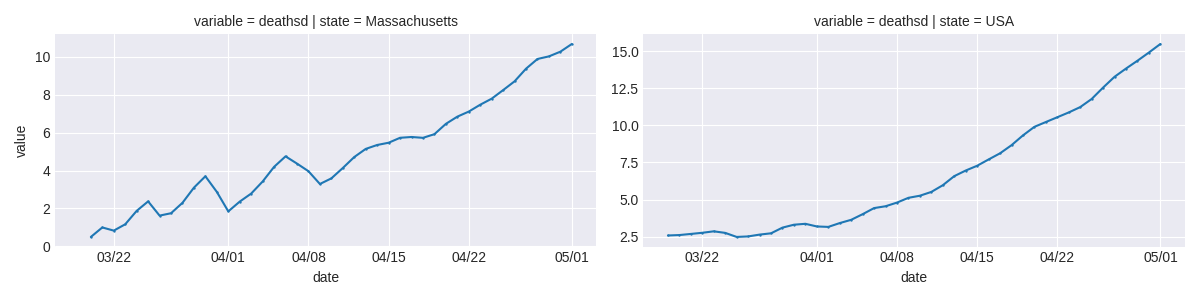 variable = deathsd | state = Massachusetts
value
10
8
6
4
2
0
03/22 04/01 04/08 04/15 04/22 05/01
date
variable = deathsd | state = USA
15.0
12.5
10.0
7.5
5.0
2.5
03/22 04/01 04/08 04/15 04/22 05/01
date